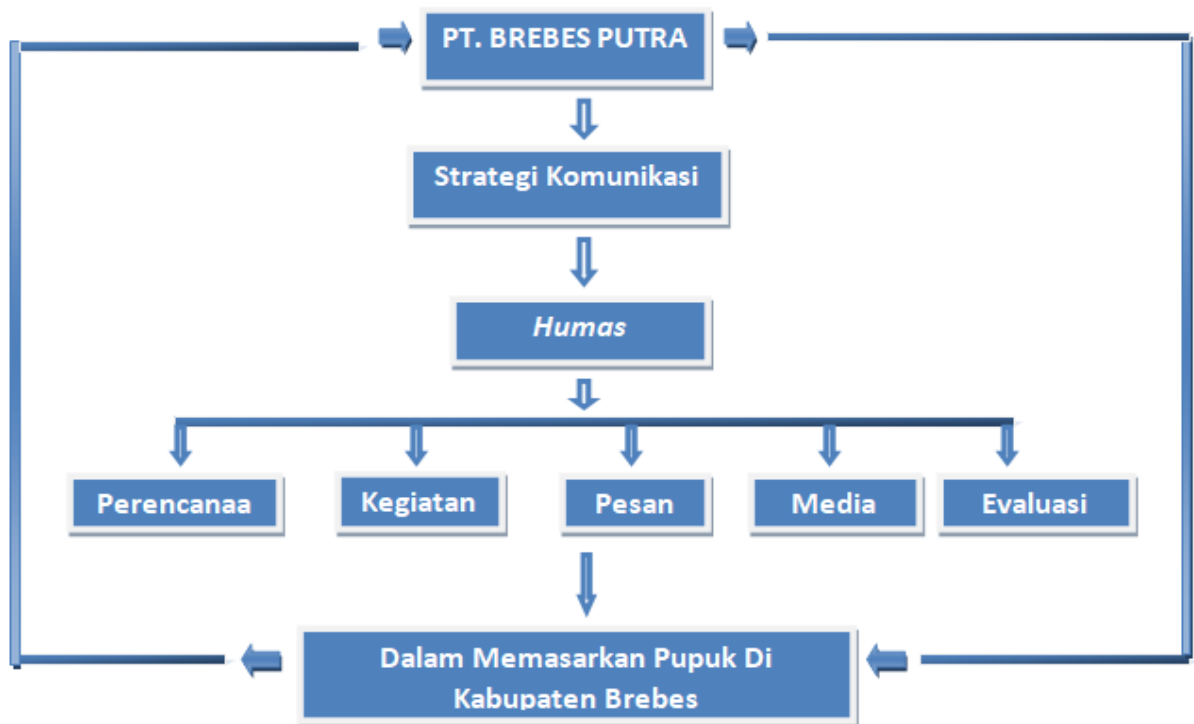 PT. BREBES PUTRA
Strategi Komunikasi
Humas
Perencanaa
Kegiatan
Pesan
Media
Evaluasi
Dalam Memasarkan Pupuk Di
Kabupaten Brebes